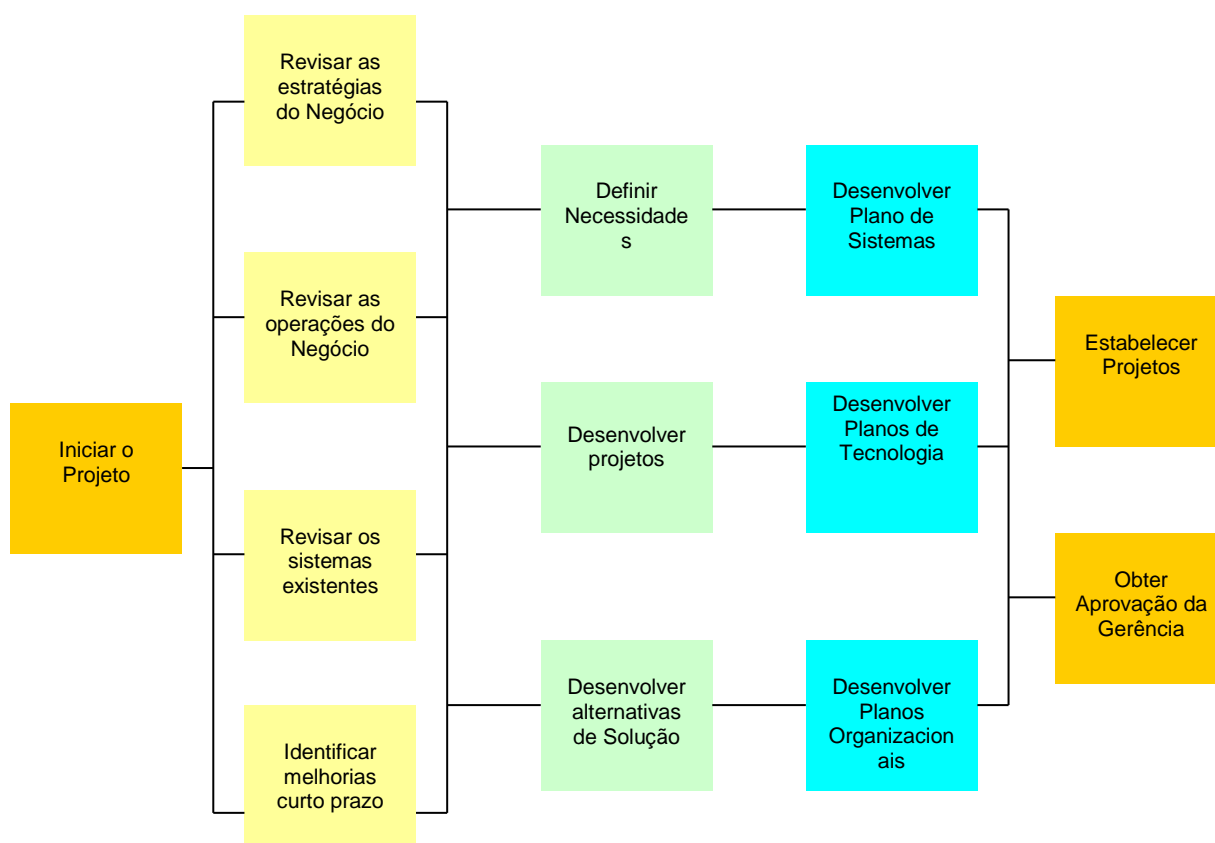 Iniciar o
Projeto
Revisar as
estratégias
do Negócio
Revisar as
operações do
Negócio
Revisar os
sistemas
existentes
Identificar
melhorias
curto prazo
Definir
Necessidade
s
Desenvolver
projetos
Desenvolver
alternativas
de Solução
Desenvolver
Plano de
Sistemas
Desenvolver
Planos de
Tecnologia
Desenvolver
Planos
Organizacion
ais
Estabelecer
Projetos
Obter
Aprovação da
Gerência